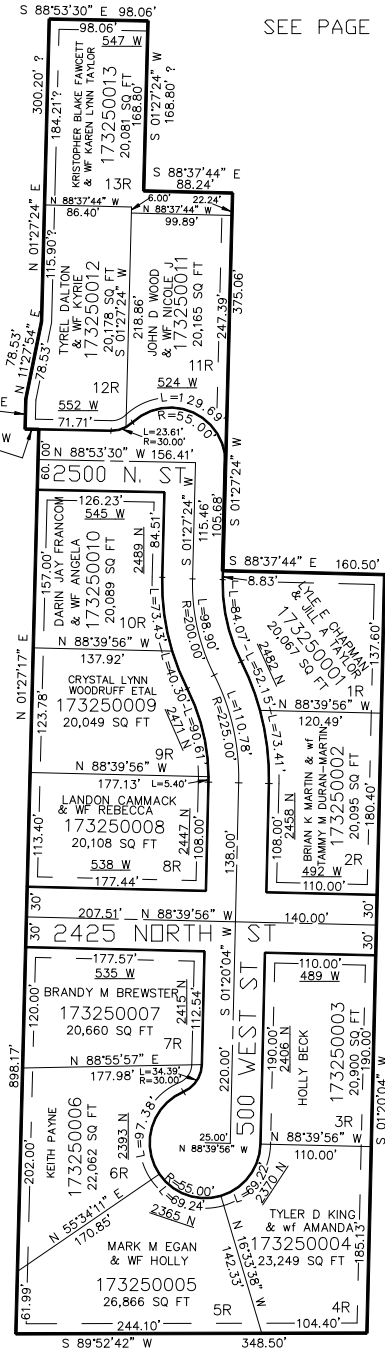 S 88°53'30" E 98.06'
SEE PAGE
98.06'
547 W
300.20' ?
184.21' ?
KRISTOPHER BLAKE FAWCETT
& WF KAREN LYNN TAYLOR
173250013
20,081 SQ FT
168.80'
S 01°27'24" W
168.80' ?
13R
S 88°37'44" E
88.24'
6.00'
22.24'
N 88°37'44" W
86.40'
N 88°37'44" W
99.89'
N 01°27'24" E
115.90' ?
TYREL DALTON
& WF KYRIE
173250012
20,178 SQ FT
S 01°27'24" W
218.86'
JOHN D WOOD
& WF NICOLE J
173250011
20,165 SQ FT
247.39'
375.06'
11R
N 11°27'54" E
78.53'
78.53'
12R
524 W
552 W
71.71'
L=129.69'
R=55.00'
L=23.61'
R=30.00'
E
W
N 88°53'30" W 156.41'
60.00'
2500 N. ST
S 01°27'24" W
115.46'
105.68'
S 01°27'24" W
126.23'
545 W
84.51'
S 88°37'44" E 160.50'
8.83'
157.00'
DARIN JAY FRANCOM
& WF ANGELA
173250010
20,089 SQ FT
2489 N
10R
L=73.43'
L=98.90'
R=200.00'
L=84.07'
LYLE E CHAPMAN
& JILL A TAYLOR
173250001
20,067 SQ FT
137.60'
2482 N
1R
N 01°27'17" E
N 88°39'56" W
137.92'
L=40.30'
L=52.15'
N 88°39'56" W
120.49'
123.78'
CRYSTAL LYNN
WOODRUFF ETAL
173250009
20,049 SQ FT
2471 N
9R
L=90.61'
L=110.78'
R=225.00'
L=73.41'
N 88°39'56" W
177.13'
L=5.40'
BRIAN K MARTIN & wf
TAMMY M DURAN-MARTIN
173250002
20,095 SQ FT
180.40'
2458 N
2R
113.40'
LANDON CAMMACK
& WF REBECCA
173250008
20,108 SQ FT
2447 N
108.00'
138.00'
108.00'
538 W
8R
177.44'
492 W
110.00'
30'
30'
207.51'
N 88°39'56" W
140.00'
30'
30'
2425 NORTH ST
177.57'
535 W
S 01°20'04" W
110.00'
489 W
120.00'
BRANDY M BREWSTER
173250007
20,660 SQ FT
2415 N
112.54'
7R
500 WEST ST
190.00'
2406 N
HOLLY BECK
173250003
20,900 SQ FT
190.00'
3R
898.17'
N 88°55'57" E
177.98'
L=34.39'
R=30.00'
220.00'
S 01°20'04" W
KEITH PAYNE
173250006
22,062 SQ FT
2393 N
6R
L=97.38'
25.00'
N 88°39'56" W
N 88°39'56" W
110.00'
202.00'
R=55.00'
L=69.24'
L=69.22'
2365 N
2370 N
N 55°34'11" E
170.85'
TYLER D KING
& wf AMANDA
173250004
23,249 SQ FT
185.13'
MARK M EGAN
& WF HOLLY
173250005
26,866 SQ FT
N 16°33'38" W
142.33'
61.99'
5R
4R
244.10'
104.40'
S 89°52'42" W
348.50'